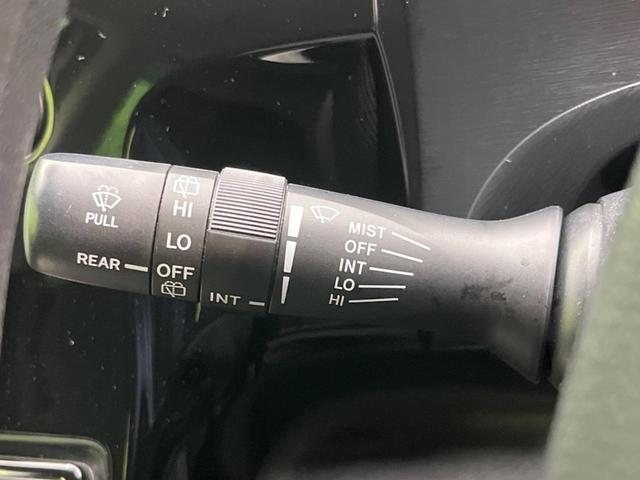 PULL
REAR
HI
LO
OFF
INT
MIST
OFF
INT
LO
HI